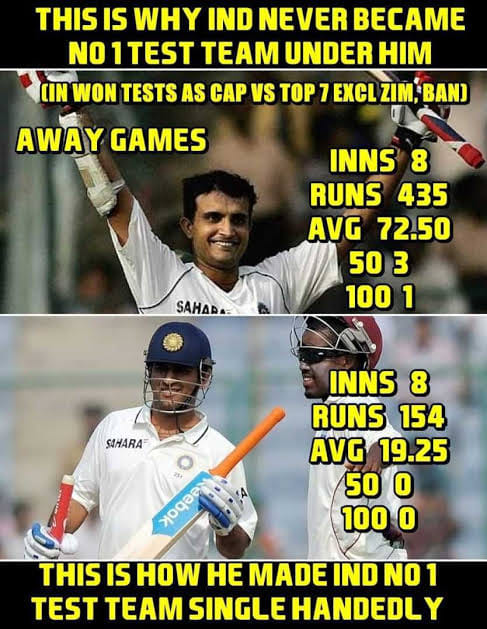 THIS IS WHY IND NEVER BECAME
NO 1 TEST TEAM UNDER HIM
(IN WON TESTS AS CAP VS TOP 7 EXCL ZIM, BAN)
AWAY GAMES
INNS 8
RUNS 435
AVG 72.50
50 3
100 1
SAHARA
INNS 8
RUNS 154
AVG 19.25
50 0
100 0
SAHARA
Reebok
THIS IS HOW HE MADE IND NO 1
TEST TEAM SINGLE HANDEDLY